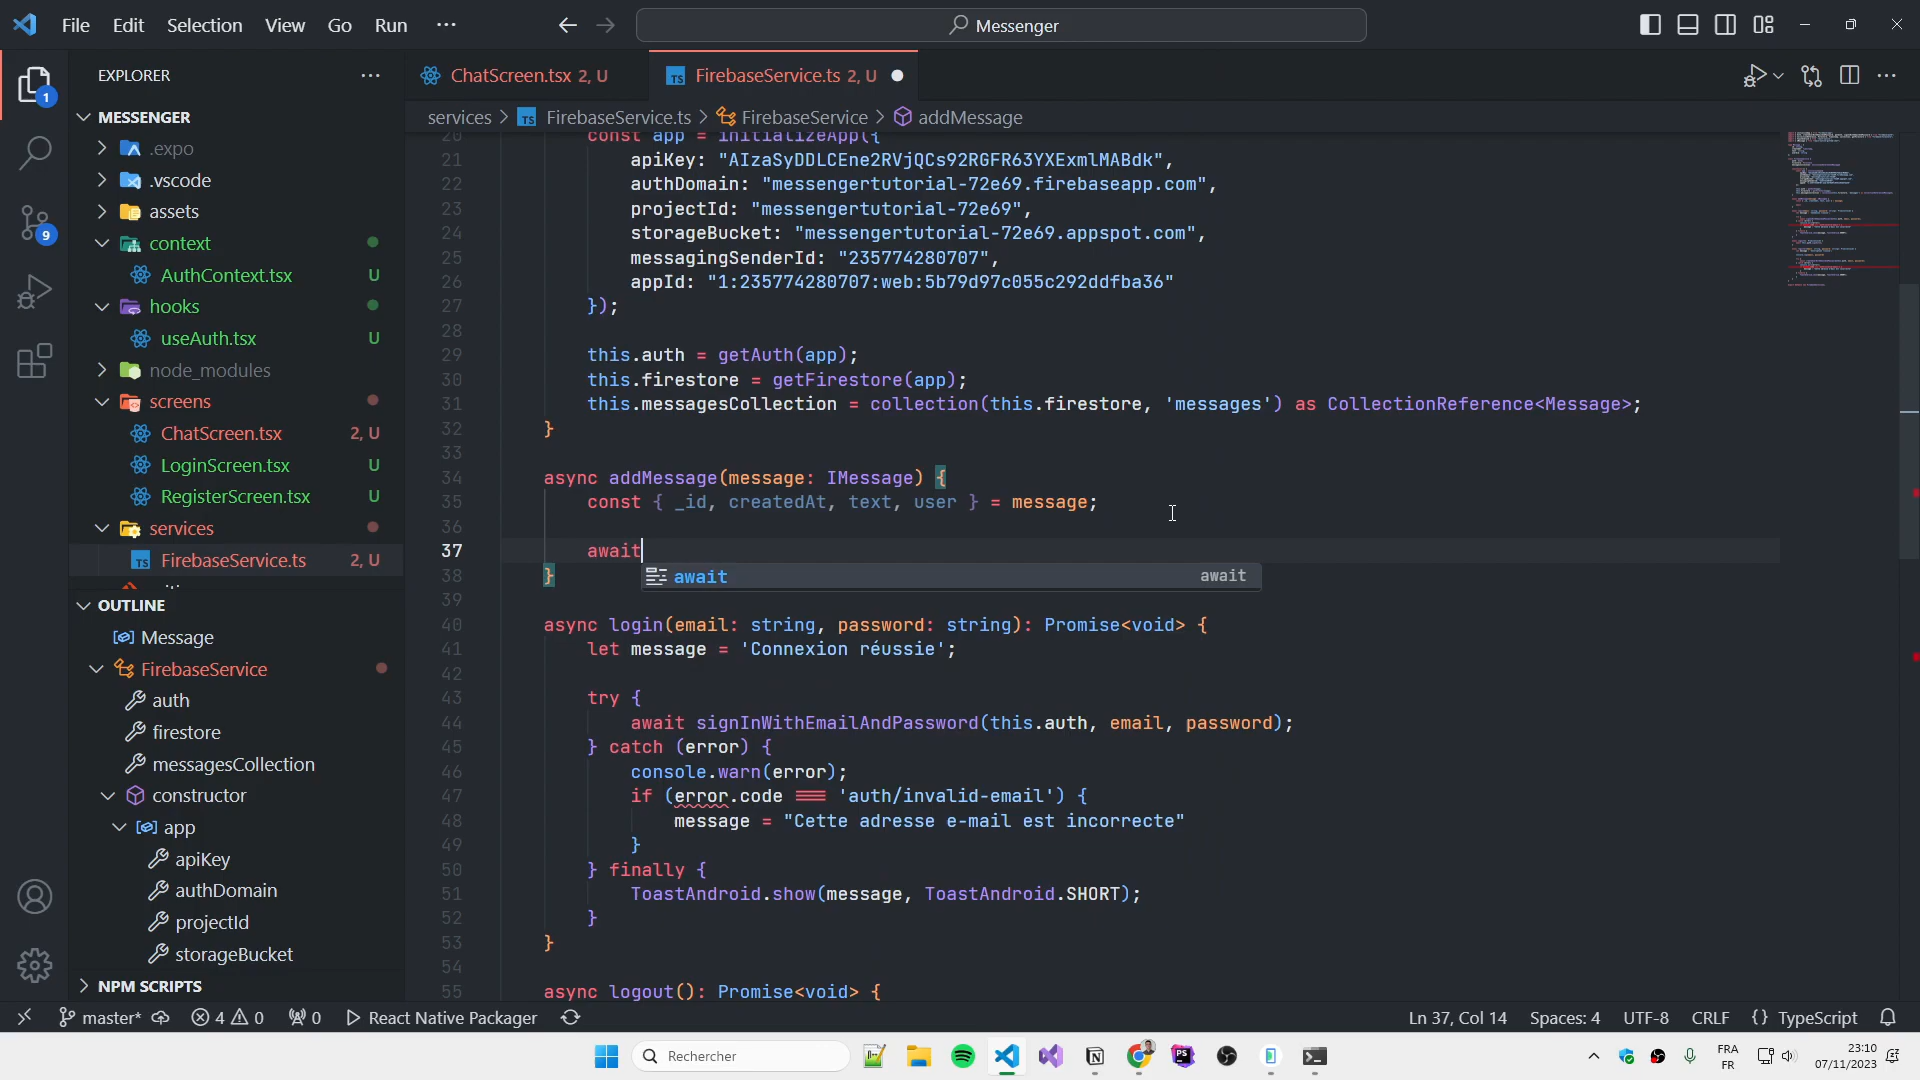 File Edit Selection View Go Run ··· Messenger
EXPLORER ···
ChatScreen.tsx 2, U
FirebaseService.ts 2, U
services > FirebaseService.ts > FirebaseService > addMessage
MESSENGER
.expo
.vscode
assets
context
AuthContext.tsx U
hooks
useAuth.tsx U
node_modules
screens
ChatScreen.tsx 2, U
LoginScreen.tsx U
RegisterScreen.tsx U
services
FirebaseService.ts 2, U
OUTLINE
Message
FirebaseService
auth
firestore
messagesCollection
constructor
app
apiKey
authDomain
projectId
storageBucket
NPM SCRIPTS
1
9
20 const app = initializeApp({
21 apiKey: "AIzaSyDDLCEne2RVjQCs92RGFR63YXExmlMABdk",
22 authDomain: "messengertutorial-72e69.firebaseapp.com",
23 projectId: "messengertutorial-72e69",
24 storageBucket: "messengertutorial-72e69.appspot.com",
25 messagingSenderId: "235774280707",
26 appId: "1:235774280707:web:5b79d97c055c292ddfba36"
27 });
28
29 this.auth = getAuth(app);
30 this.firestore = getFirestore(app);
31 this.messagesCollection = collection(this.firestore, 'messages') as CollectionReference<Message>;
32 }
33
34 async addMessage(message: IMessage) {
35 const { _id, createdAt, text, user } = message;
36
37 await
await await
38 }
39
40 async login(email: string, password: string): Promise<void> {
41 let message = 'Connexion réussie';
42
43 try {
44 await signInWithEmailAndPassword(this.auth, email, password);
45 } catch (error) {
46 console.warn(error);
47 if (error.code === 'auth/invalid-email') {
48 message = "Cette adresse e-mail est incorrecte"
49 }
50 } finally {
51 ToastAndroid.show(message, ToastAndroid.SHORT);
52 }
53 }
54
55 async logout(): Promise<void> {
master* 4 0 0 React Native Packager Ln 37, Col 14 Spaces: 4 UTF-8 CRLF {} TypeScript
Rechercher
FRA
FR
23:10
07/11/2023